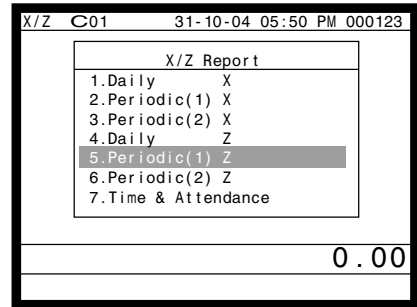 X/Z C01 31-10-04 05:50 PM 000123
X/Z Report
1.Daily X
2.Periodic(1) X
3.Periodic(2) X
4.Daily Z
5.Periodic(1) Z
6.Periodic(2) Z
7.Time & Attendance
0.00